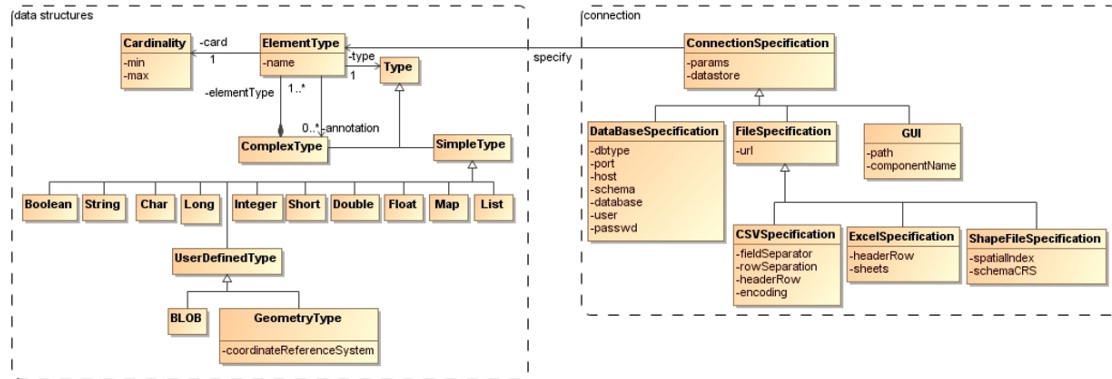 data structures
connection
Cardinality
-min
-max
-card
1
ElementType
-name
-type
1
Type
specify
ConnectionSpecification
-params
-datastore
-elementType
1..*
0..*
-annotation
ComplexType
SimpleType
DataBaseSpecification
-dbtype
-port
-host
-schema
-database
-user
-passwd
FileSpecification
-url
GUI
-path
-componentName
Boolean
String
Char
Long
Integer
Short
Double
Float
Map
List
UserDefinedType
CSVSpecification
-fieldSeparator
-rowSeparation
-headerRow
-encoding
ExcelSpecification
-headerRow
-sheets
ShapeFileSpecification
-spatialIndex
-schemaCRS
BLOB
GeometryType
-coordinateReferenceSystem